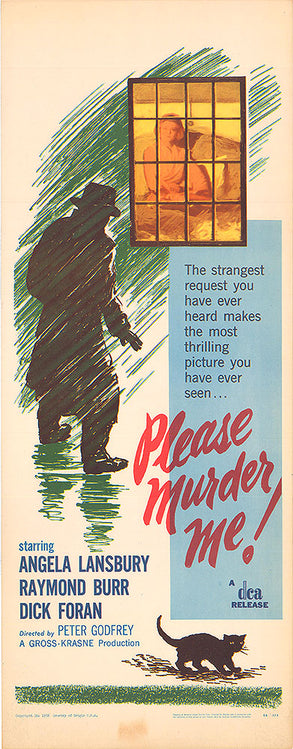 The strangest
request you
have ever
heard makes
the most
thrilling
picture you
have ever
seen...
Please
murder
me!
starring
ANGELA LANSBURY
RAYMOND BURR
DICK FORAN
Directed by PETER GODFREY
A GROSS-KRASNE Production
A
dca
RELEASE